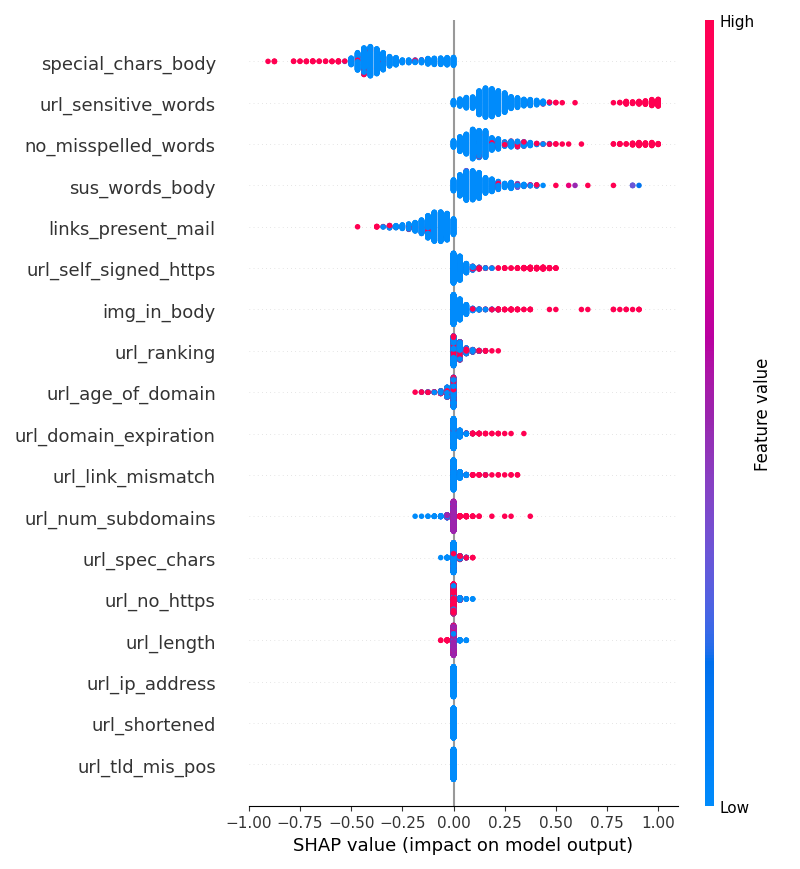 High
special_chars_body
url_sensitive_words
no_misspelled_words
sus_words_body
links_present_mail
url_self_signed_https
img_in_body
url_ranking
url_age_of_domain
url_domain_expiration
url_link_mismatch
url_num_subdomains
url_spec_chars
url_no_https
url_length
url_ip_address
url_shortened
url_tld_mis_pos
Feature value
Low
−1.00 −0.75 −0.50 −0.25 0.00 0.25 0.50 0.75 1.00
SHAP value (impact on model output)